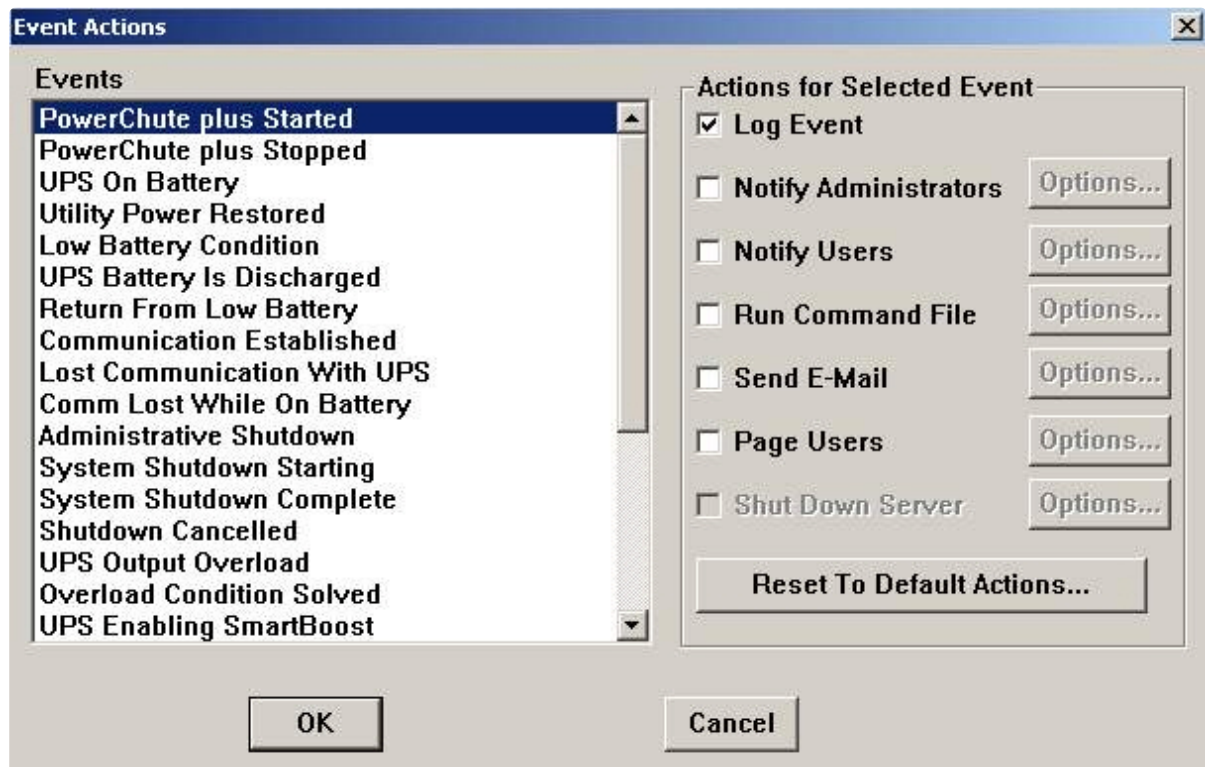 Event Actions
Events
PowerChute plus Started
PowerChute plus Stopped
UPS On Battery
Utility Power Restored
Low Battery Condition
UPS Battery Is Discharged
Return From Low Battery
Communication Established
Lost Communication With UPS
Comm Lost While On Battery
Administrative Shutdown
System Shutdown Starting
System Shutdown Complete
Shutdown Cancelled
UPS Output Overload
Overload Condition Solved
UPS Enabling SmartBoost
Actions for Selected Event
Log Event
Notify Administrators Options...
Notify Users Options...
Run Command File Options...
Send E-Mail Options...
Page Users Options...
Shut Down Server Options...
Reset To Default Actions...
OK Cancel